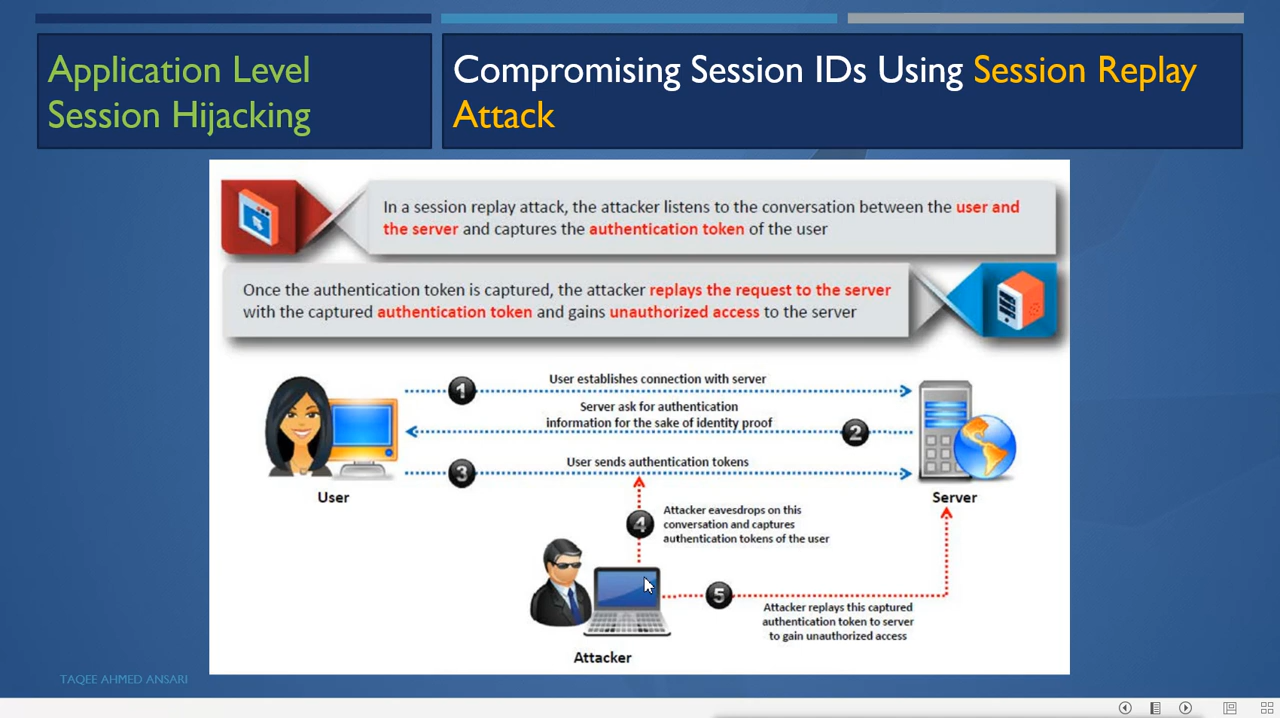 Application Level
Session Hijacking
Compromising Session IDs Using Session Replay
Attack
In a session replay attack, the attacker listens to the conversation between the user and
the server and captures the authentication token of the user
Once the authentication token is captured, the attacker replays the request to the server
with the captured authentication token and gains unauthorized access to the server
1
User establishes connection with server
Server ask for authentication
information for the sake of identity proof
2
3
User sends authentication tokens
User
Server
4
Attacker eavesdrops on this
conversation and captures
authentication tokens of the user
5
Attacker replays this captured
authentication token to server
to gain unauthorized access
Attacker
TAQEE AHMED ANSARI